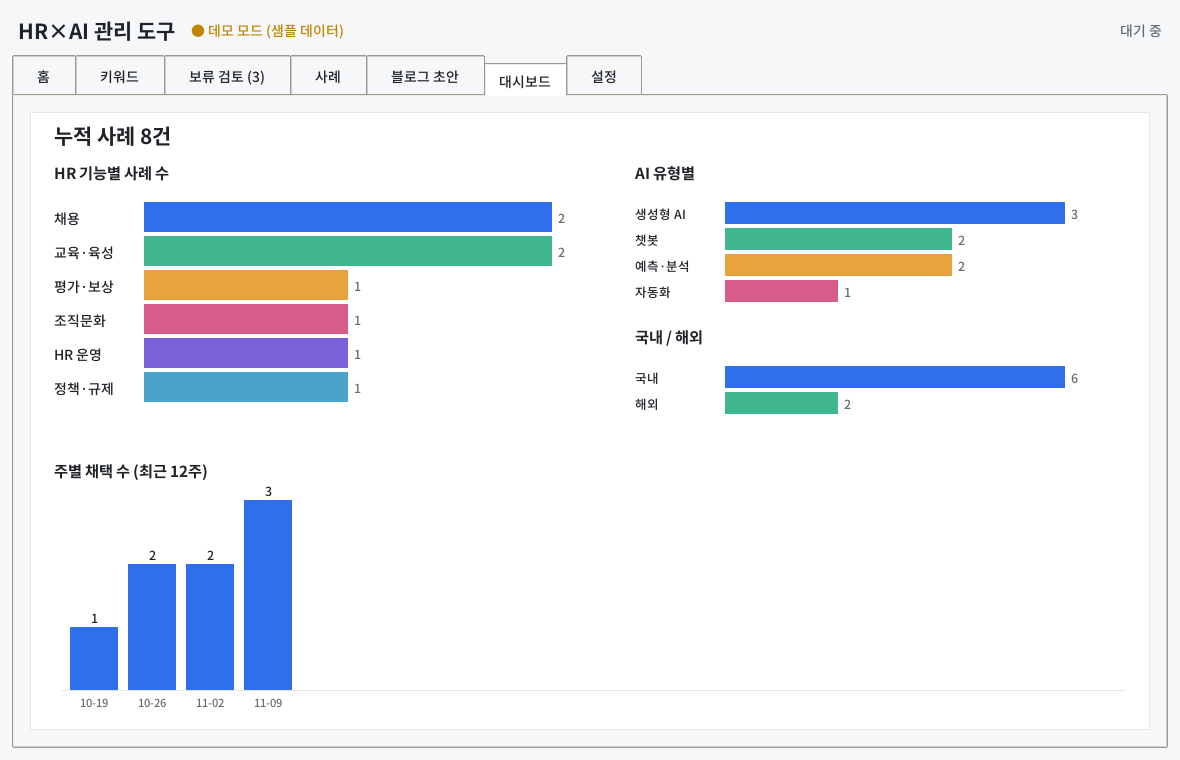 HR×AI 관리 도구 ● 데모 모드 (샘플 데이터) 대기 중
홈 키워드 보류 검토 (3) 사례 블로그 초안 대시보드 설정
누적 사례 8건
HR 기능별 사례 수
채용 2
교육·육성 2
평가·보상 1
조직문화 1
HR 운영 1
정책·규제 1
AI 유형별
생성형 AI 3
챗봇 2
예측·분석 2
자동화 1
국내 / 해외
국내 6
해외 2
주별 채택 수 (최근 12주)
1 2 2 3
10-19 10-26 11-02 11-09